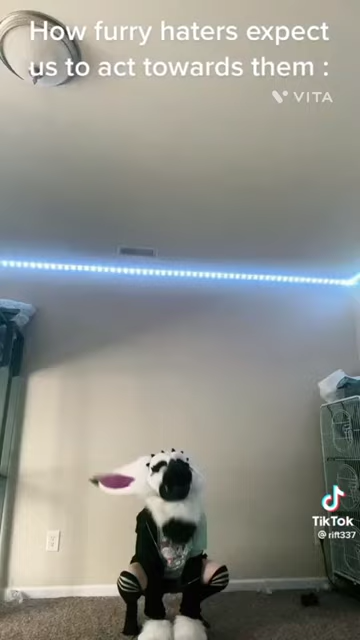 How furry haters expect
us to act towards them :
VITA
TikTok
@ rift337